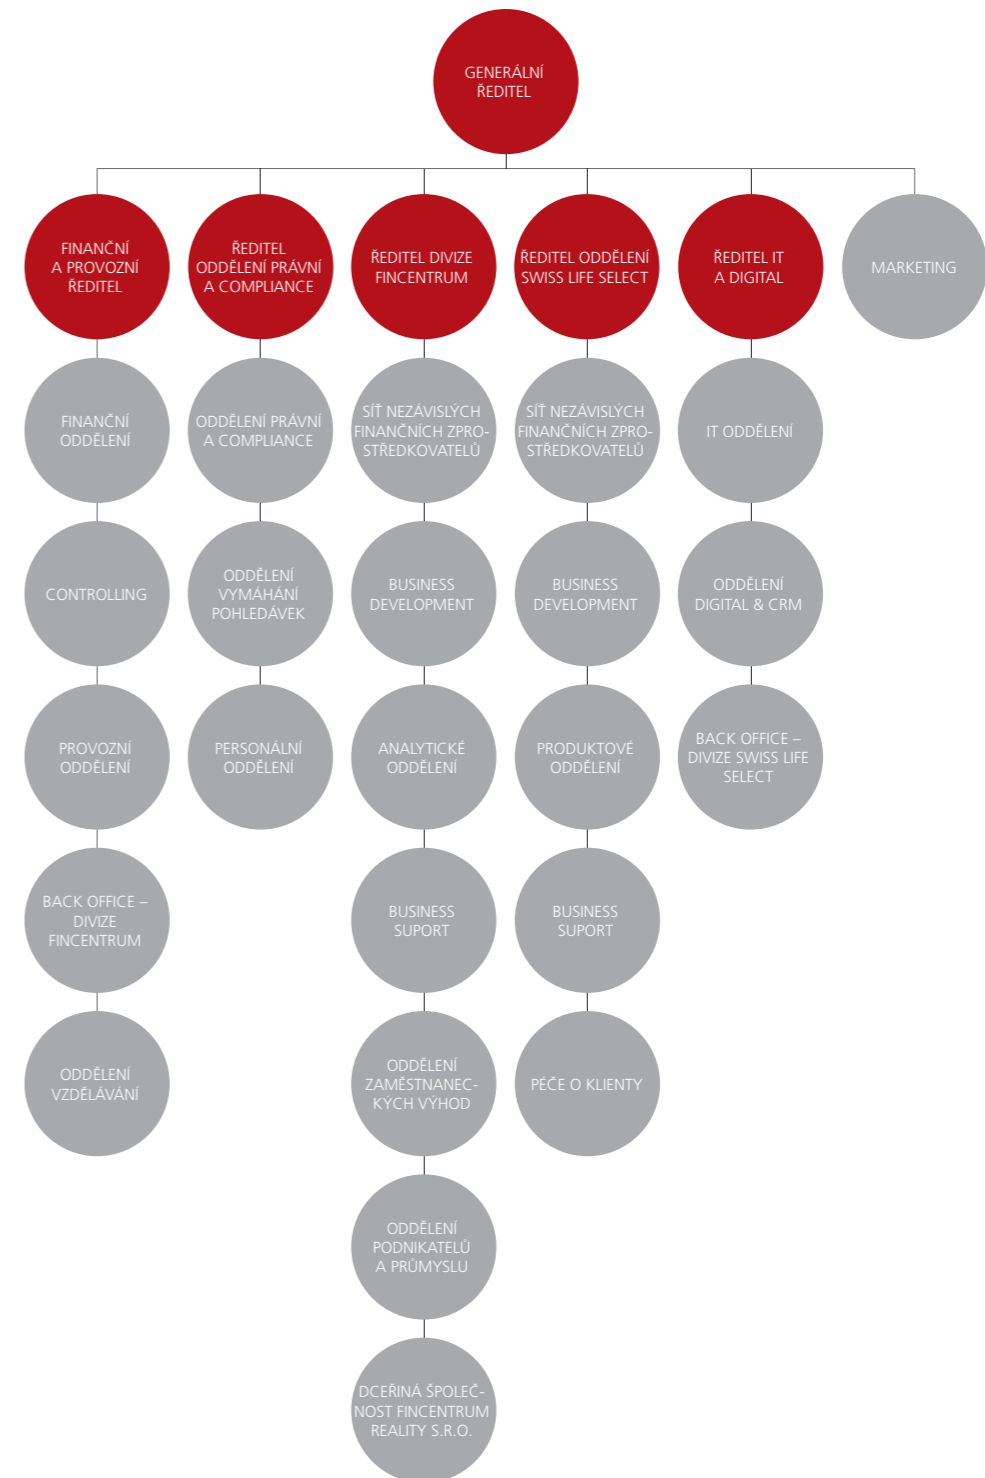 GENERÁLNÍ
ŘEDITEL
FINANČNÍ
A PROVOZNÍ
ŘEDITEL
ŘEDITEL
ODDĚLENÍ PRÁVNÍ
A COMPLIANCE
ŘEDITEL DIVIZE
FINCENTRUM
ŘEDITEL ODDĚLENÍ
SWISS LIFE SELECT
ŘEDITEL IT
A DIGITAL
MARKETING
FINANČNÍ
ODDĚLENÍ
ODDĚLENÍ PRÁVNÍ
A COMPLIANCE
SÍŤ NEZÁVISLÝCH
FINANČNÍCH ZPRO-
STŘEDKOVATELŮ
SÍŤ NEZÁVISLÝCH
FINANČNÍCH ZPRO-
STŘEDKOVATELŮ
IT ODDĚLENÍ
CONTROLLING
ODDĚLENÍ
VYMÁHÁNÍ
POHLEDÁVEK
BUSINESS
DEVELOPMENT
BUSINESS
DEVELOPMENT
ODDĚLENÍ
DIGITAL & CRM
PROVOZNÍ
ODDĚLENÍ
PERSONÁLNÍ
ODDĚLENÍ
ANALYTICKÉ
ODDĚLENÍ
PRODUKTOVÉ
ODDĚLENÍ
BACK OFFICE –
DIVIZE SWISS LIFE
SELECT
BACK OFFICE –
DIVIZE
FINCENTRUM
BUSINESS
SUPORT
BUSINESS
SUPORT
ODDĚLENÍ
VZDĚLÁVÁNÍ
ODDĚLENÍ
ZAMĚSTNANEC-
KÝCH VÝHOD
PÉČE O KLIENTY
ODDĚLENÍ
PODNIKATELŮ
A PRŮMYSLU
DCEŘINÁ ŠPOLEČ-
NOST FINCENTRUM
REALITY S.R.O.